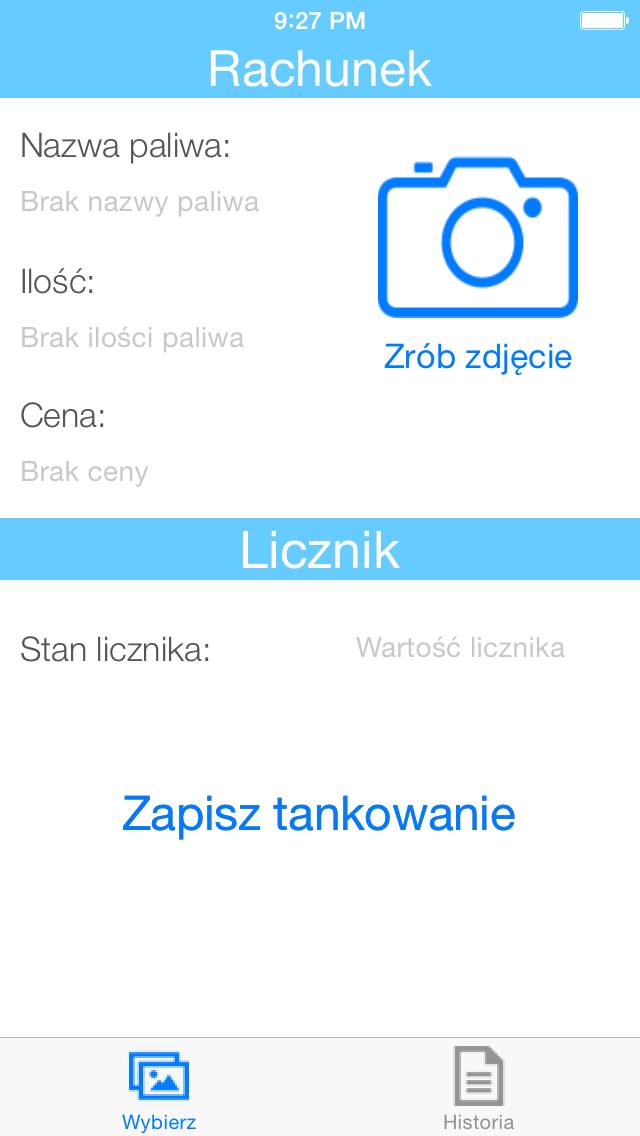 9:27 PM
Rachunek
Nazwa paliwa:
Brak nazwy paliwa
Ilość:
Brak ilości paliwa
Zrób zdjęcie
Cena:
Brak ceny
Licznik
Stan licznika:
Wartość licznika
Zapisz tankowanie
Wybierz
Historia